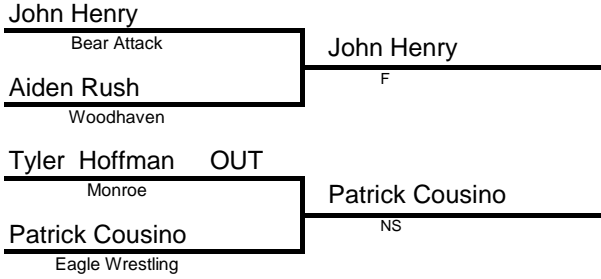 John Henry
Bear Attack
John Henry
F
Aiden Rush
Woodhaven
Tyler Hoffman OUT
Monroe
Patrick Cousino
NS
Patrick Cousino
Eagle Wrestling